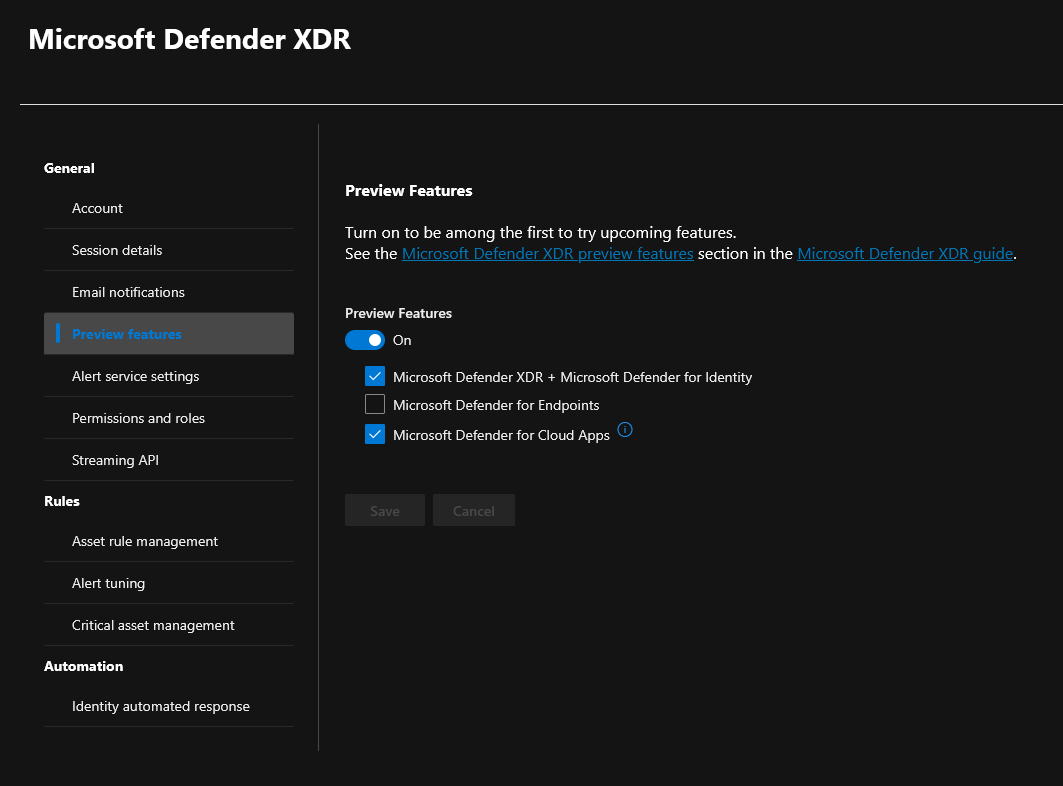 Microsoft Defender XDR
General
Account
Session details
Email notifications
Preview features
Alert service settings
Permissions and roles
Streaming API
Rules
Asset rule management
Alert tuning
Critical asset management
Automation
Identity automated response
Preview Features
Turn on to be among the first to try upcoming features.
See the Microsoft Defender XDR preview features section in the Microsoft Defender XDR guide.
Preview Features
On
Microsoft Defender XDR + Microsoft Defender for Identity
Microsoft Defender for Endpoints
Microsoft Defender for Cloud Apps
Save Cancel